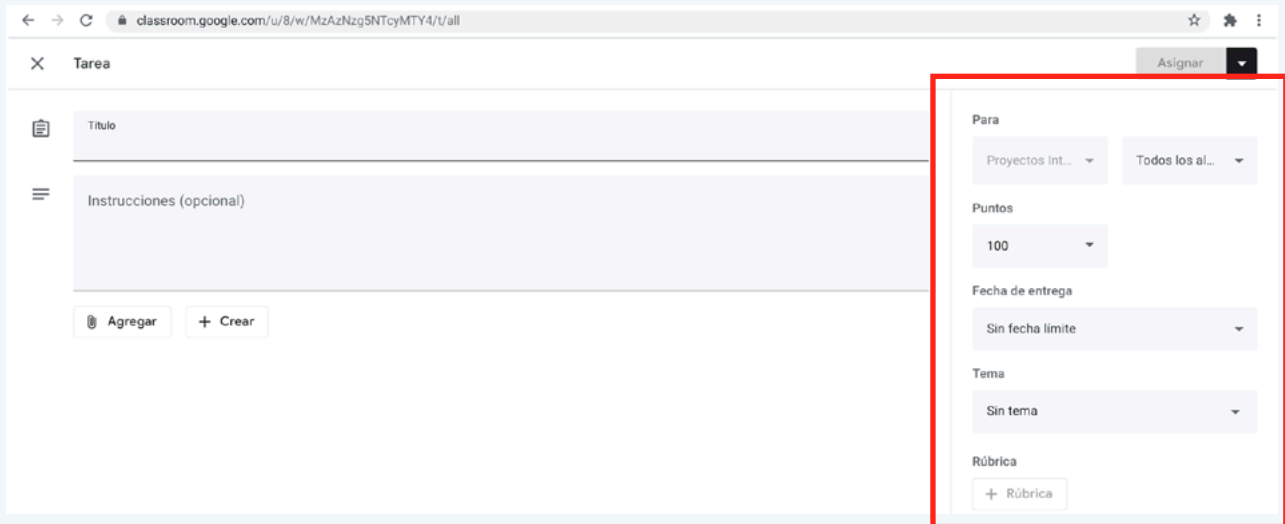 classroom.google.com/u/8/w/MzAzNzg5NTcyMTY4/t/all
Tarea
Asignar
Título
Instrucciones (opcional)
Agregar
+ Crear
Para
Proyectos Int...
Todos los al...
Puntos
100
Fecha de entrega
Sin fecha límite
Tema
Sin tema
Rúbrica
+ Rúbrica